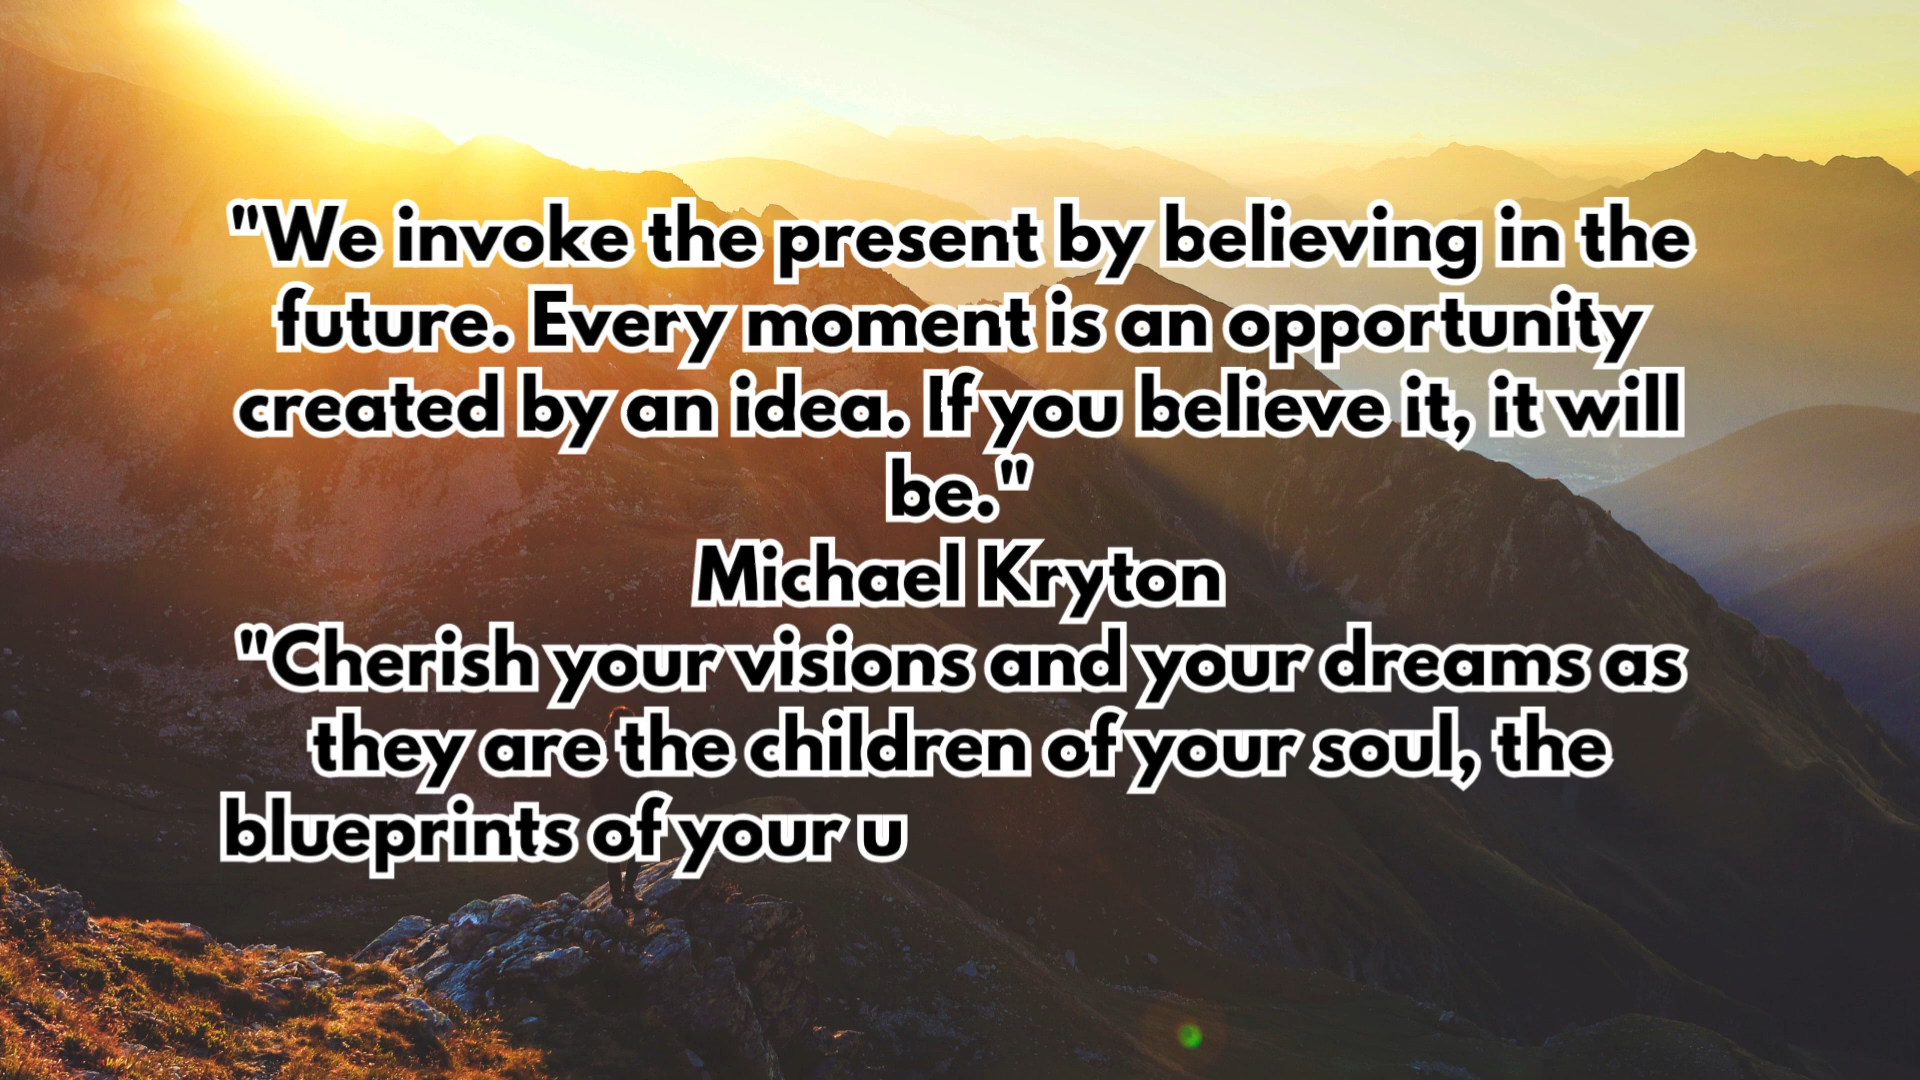 "We invoke the present by believing in the
future. Every moment is an opportunity
created by an idea. If you believe it, it will
be."
Michael Kryton
"Cherish your visions and your dreams as
they are the children of your soul, the
blueprints of your u